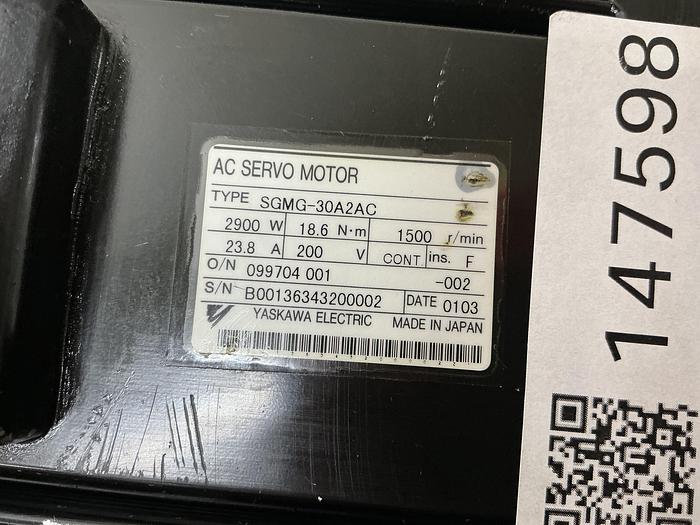 AC SERVO MOTOR
TYPE SGMG-30A2AC
2900 W 18.6 N·m 1500 r/min
23.8 A 200 V CONT. ins. F
O/N 099704 001 -002
S/N B00136343200002 DATE 0103
YASKAWA ELECTRIC MADE IN JAPAN
147598